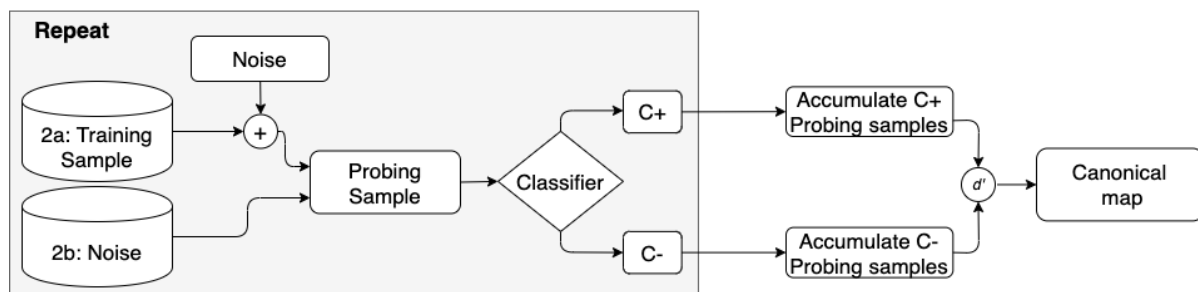 Repeat
Noise
2a: Training
Sample
+
2b: Noise
Probing
Sample
Classifier
C+
C-
Accumulate C+
Probing samples
Accumulate C-
Probing samples
d'
Canonical
map